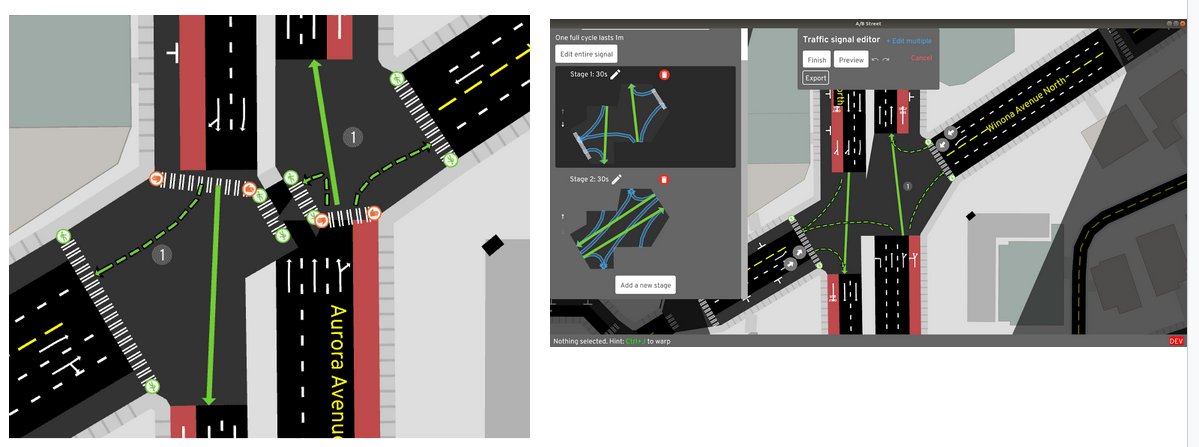 1
1
Aurora Avenu
A/B Street
One full cycle lasts 1m
Edit entire signal
Stage 1: 30s
Stage 2: 30s
Add a new stage
Traffic signal editor
+ Edit multiple
Finish
Preview
Cancel
Export
orth
Winona Avenue North
1
Nothing selected. Hint: Ctrl+J to warp
DEV